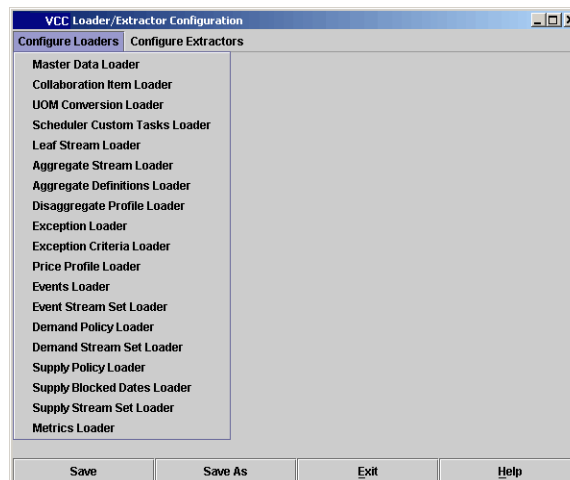 VCC Loader/Extractor Configuration
Configure Loaders Configure Extractors
Master Data Loader
Collaboration Item Loader
UOM Conversion Loader
Scheduler Custom Tasks Loader
Leaf Stream Loader
Aggregate Stream Loader
Aggregate Definitions Loader
Disaggregate Profile Loader
Exception Loader
Exception Criteria Loader
Price Profile Loader
Events Loader
Event Stream Set Loader
Demand Policy Loader
Demand Stream Set Loader
Supply Policy Loader
Supply Blocked Dates Loader
Supply Stream Set Loader
Metrics Loader
Save Save As Exit Help